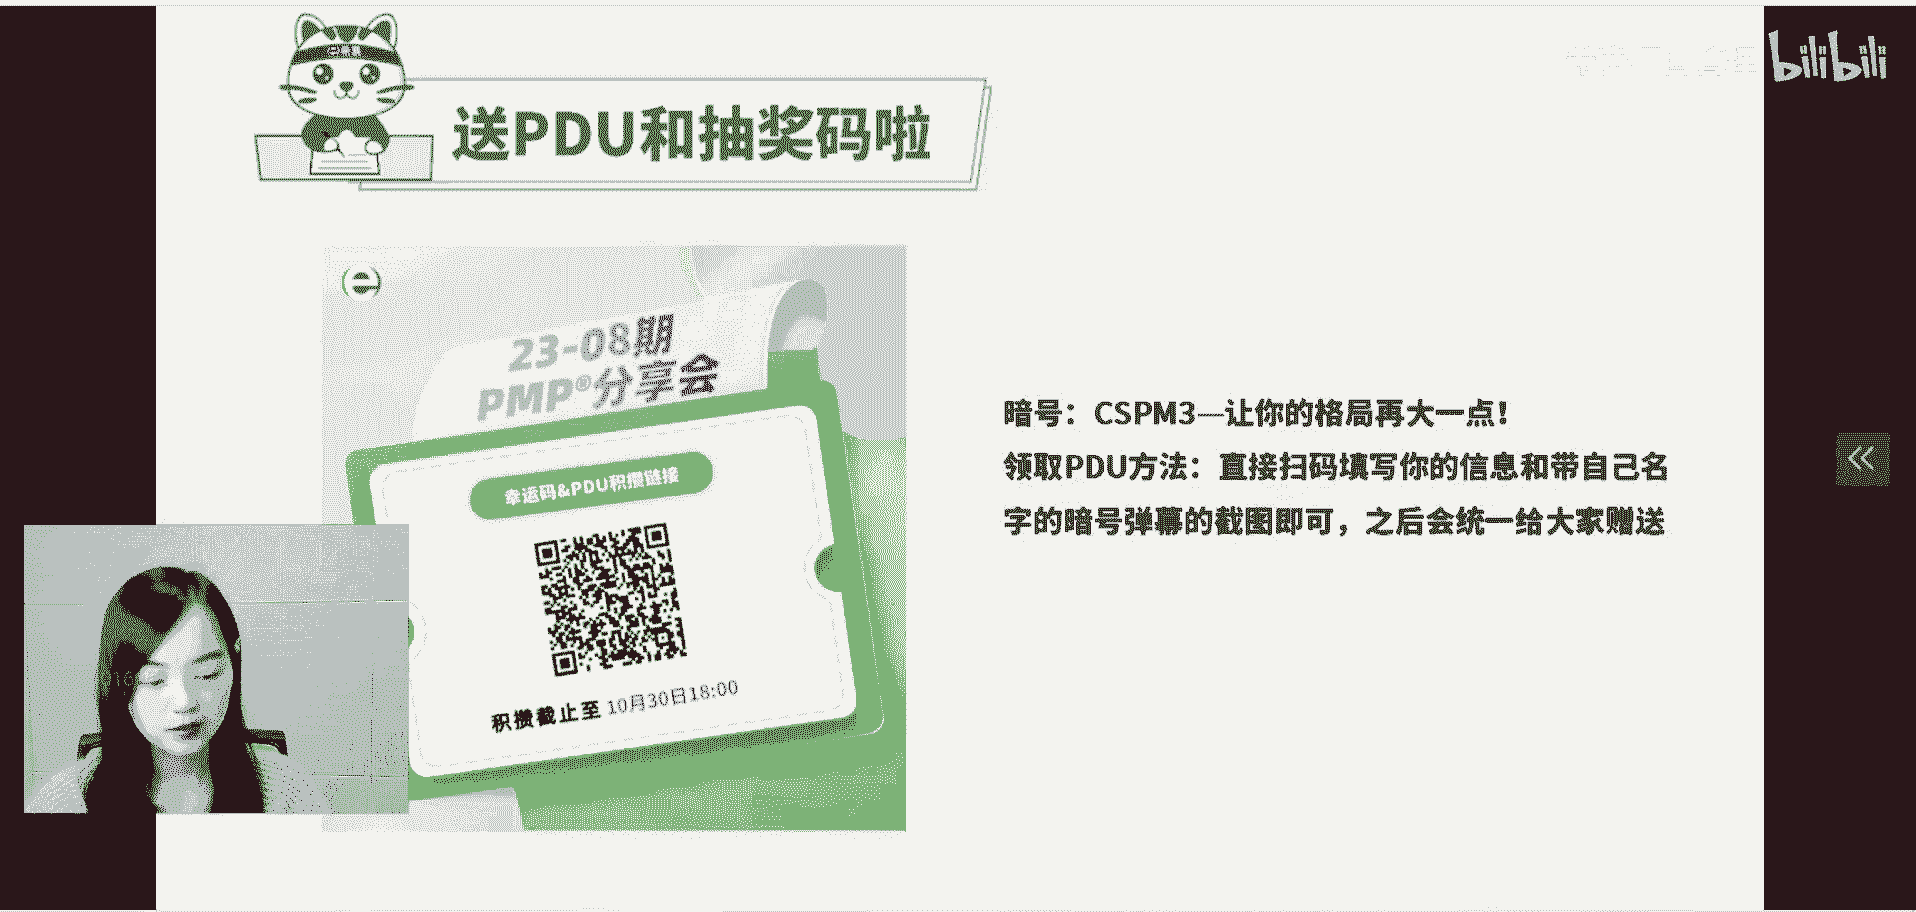 bilibili
送PDU和抽奖码啦
e
23-08期
PMP®分享会
幸运码&PDU积攒链接
积攒截止至 10月30日18:00
暗号：CSPM3—让你的格局再大一点！
领取PDU方法：直接扫码填写你的信息和带自己名
字的暗号弹幕的截图即可，之后会统一给大家赠送